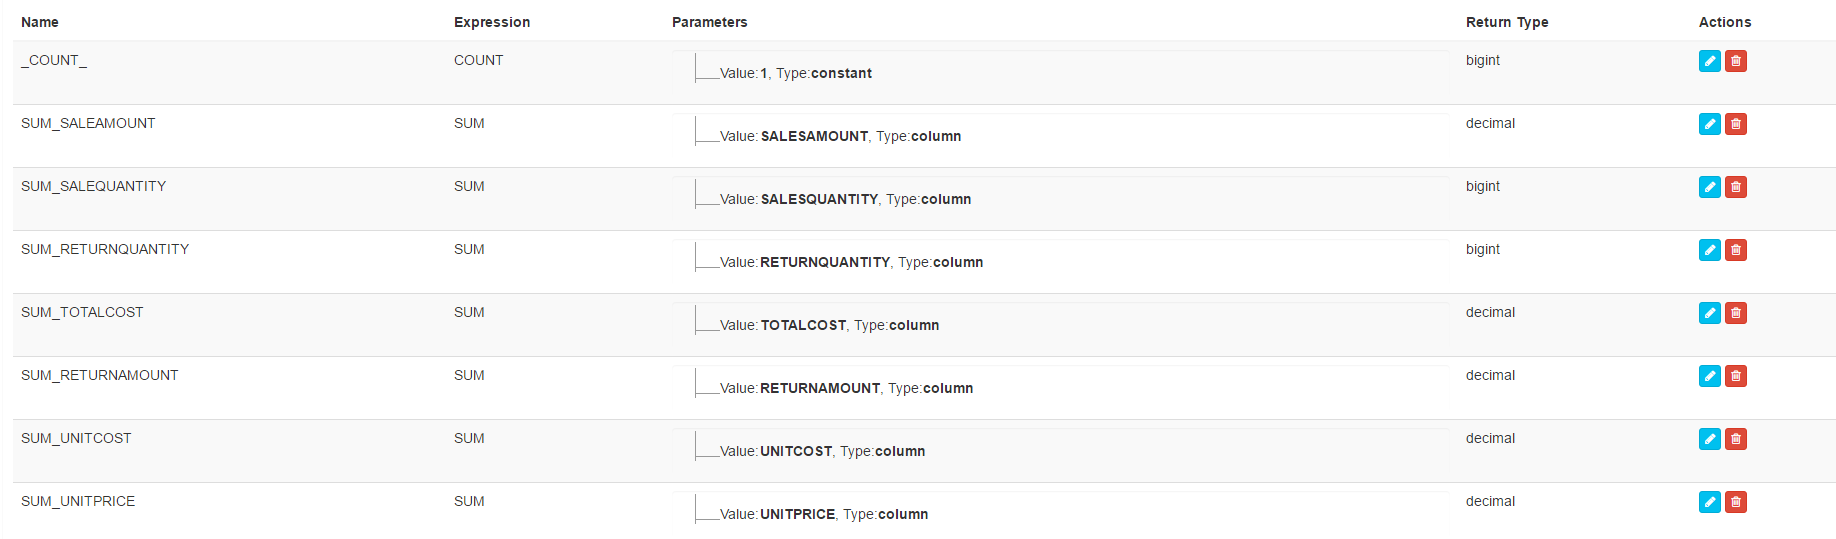 Name Expression Parameters Return Type Actions
_COUNT_ COUNT Value:1, Type:constant bigint
SUM_SALEAMOUNT SUM Value:SALESAMOUNT, Type:column decimal
SUM_SALEQUANTITY SUM Value:SALESQUANTITY, Type:column bigint
SUM_RETURNQUANTITY SUM Value:RETURNQUANTITY, Type:column bigint
SUM_TOTALCOST SUM Value:TOTALCOST, Type:column decimal
SUM_RETURNAMOUNT SUM Value:RETURNAMOUNT, Type:column decimal
SUM_UNITCOST SUM Value:UNITCOST, Type:column decimal
SUM_UNITPRICE SUM Value:UNITPRICE, Type:column decimal